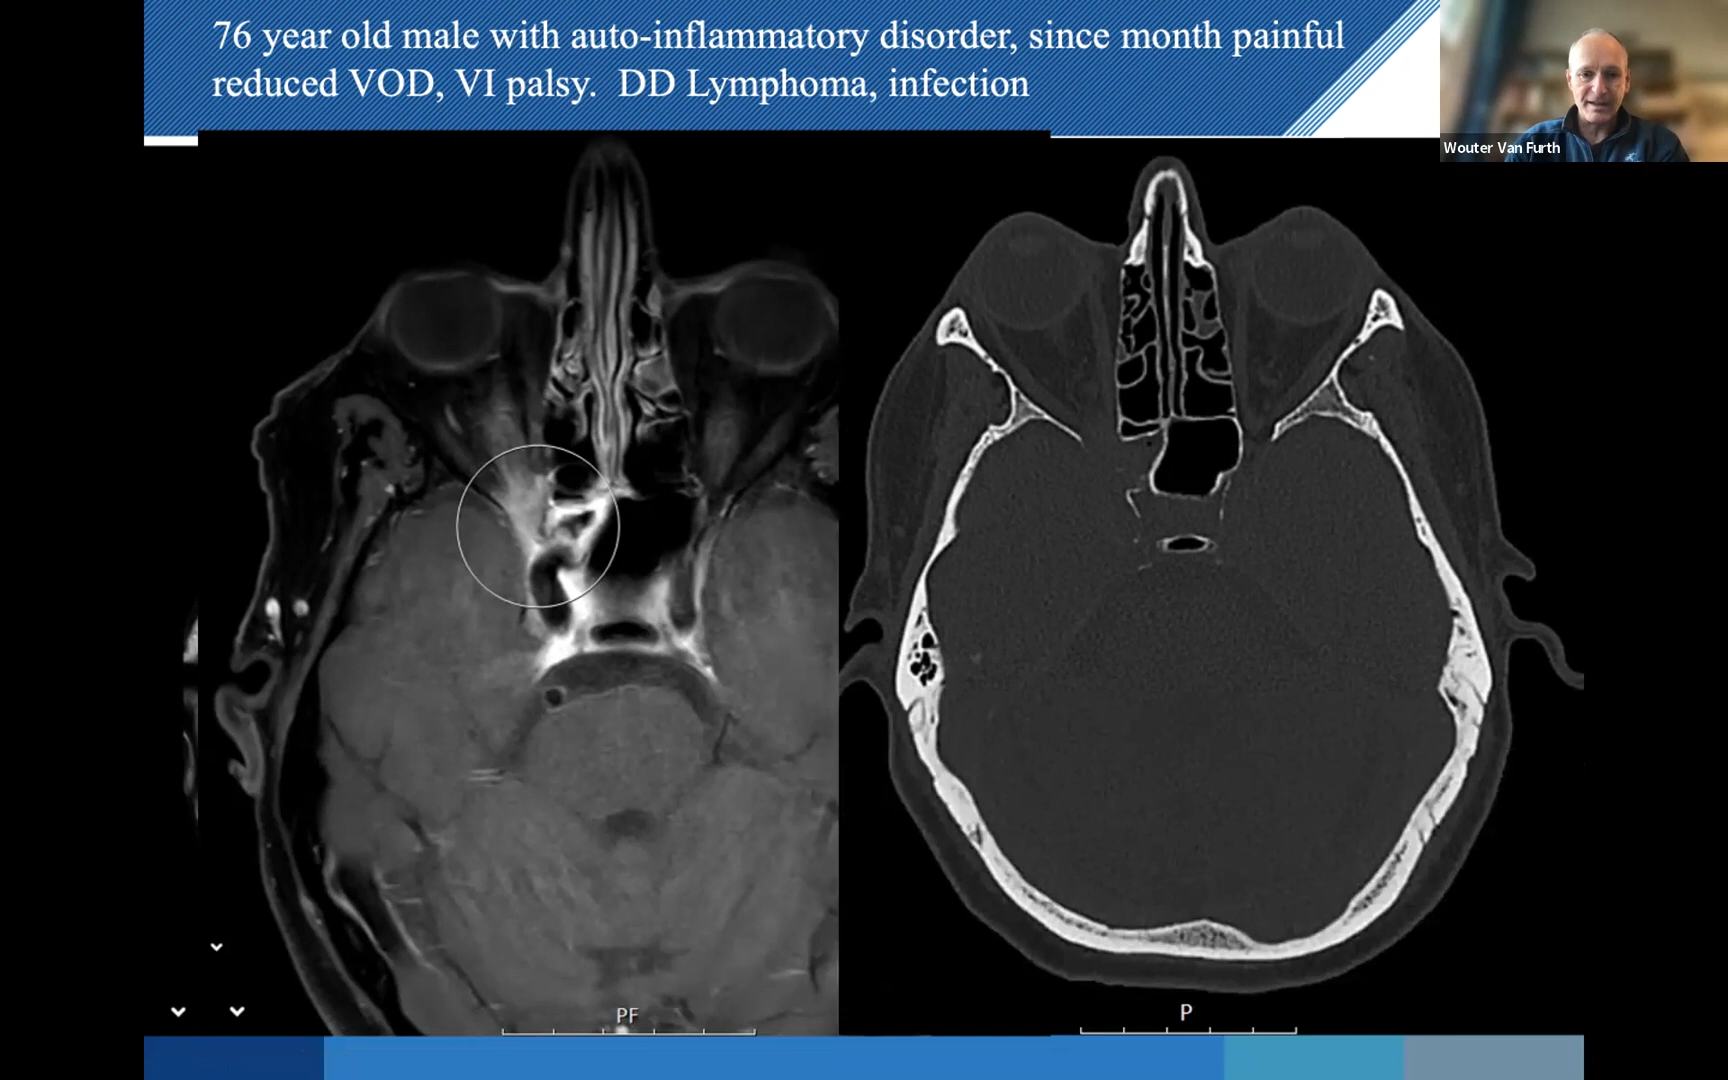 76 year old male with auto-inflammatory disorder, since month painful
reduced VOD, VI palsy.  DD Lymphoma, infection
Wouter Van Furth
PF
P